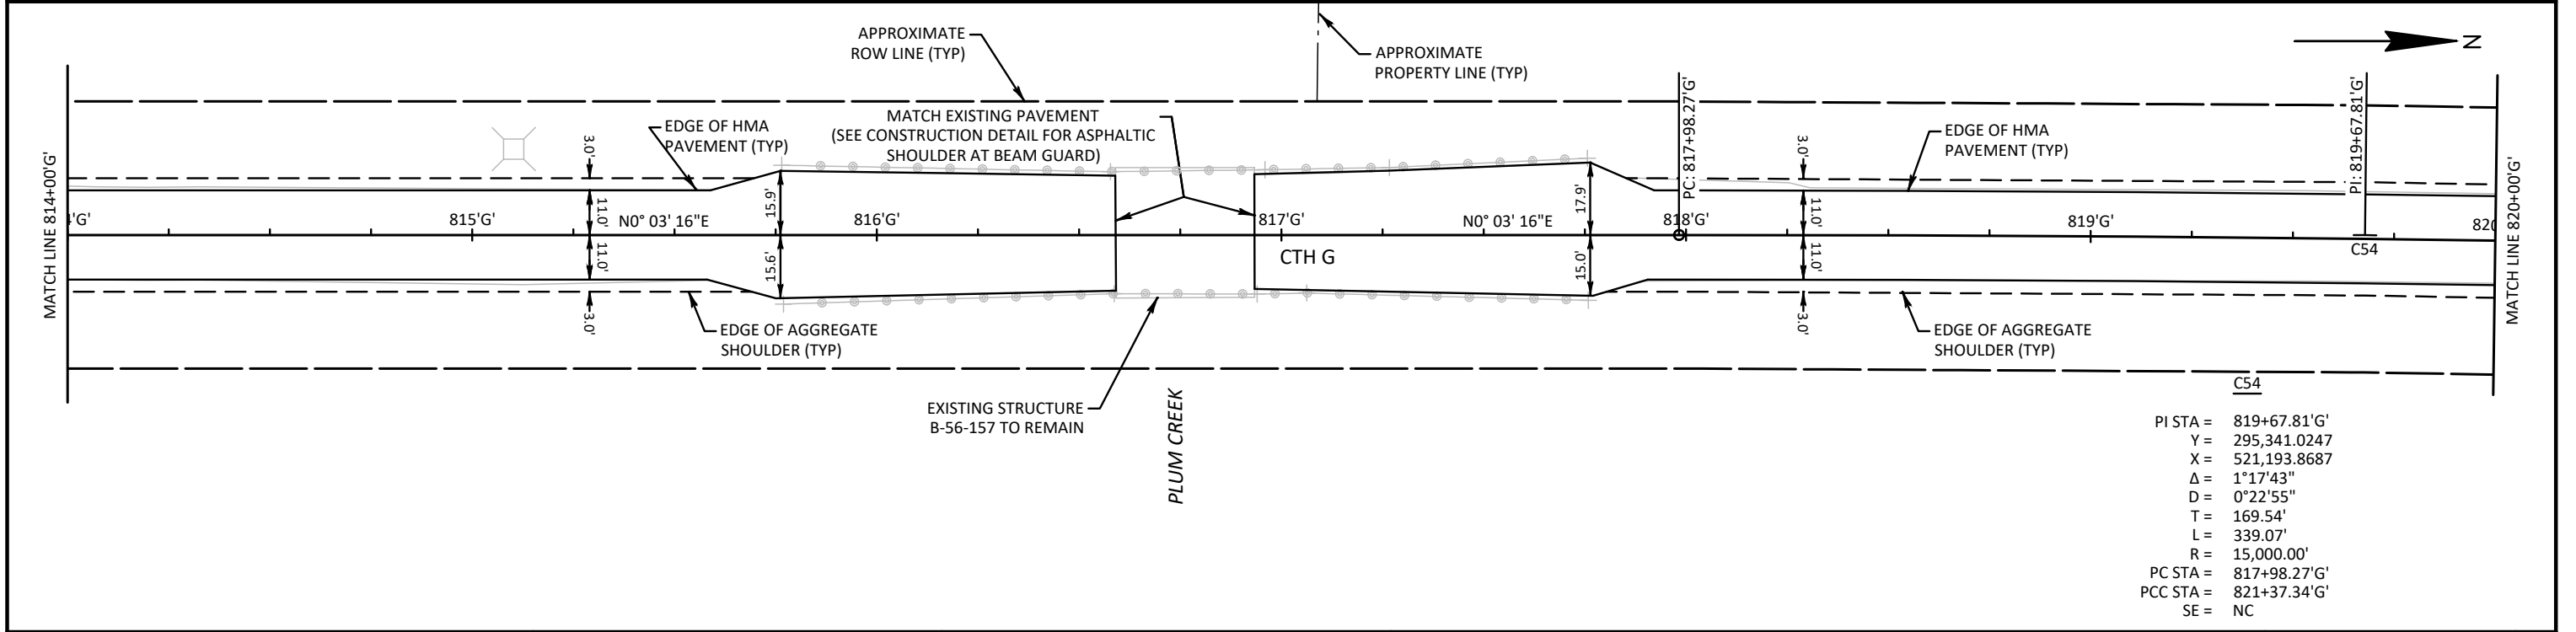 APPROXIMATE
ROW LINE (TYP)
APPROXIMATE
PROPERTY LINE (TYP)
N
MATCH LINE 814+00'G'
EDGE OF HMA
PAVEMENT (TYP)
MATCH EXISTING PAVEMENT
(SEE CONSTRUCTION DETAIL FOR ASPHALTIC
SHOULDER AT BEAM GUARD)
PC: 817+98.27'G'
EDGE OF HMA
PAVEMENT (TYP)
PI: 819+67.81'G'
MATCH LINE 820+00'G'
3.0'
11.0'
11.0'
3.0'
15.9'
15.6'
17.9'
15.0'
3.0'
11.0'
11.0'
3.0'
'G'
815'G'
N0° 03' 16"E
816'G'
817'G'
N0° 03' 16"E
818'G'
819'G'
820
CTH G
C54
EDGE OF AGGREGATE
SHOULDER (TYP)
EDGE OF AGGREGATE
SHOULDER (TYP)
EXISTING STRUCTURE
B-56-157 TO REMAIN
PLUM CREEK
C54
PI STA = 819+67.81'G'
Y = 295,341.0247
X = 521,193.8687
Δ = 1°17'43"
D = 0°22'55"
T = 169.54'
L = 339.07'
R = 15,000.00'
PC STA = 817+98.27'G'
PCC STA = 821+37.34'G'
SE = NC